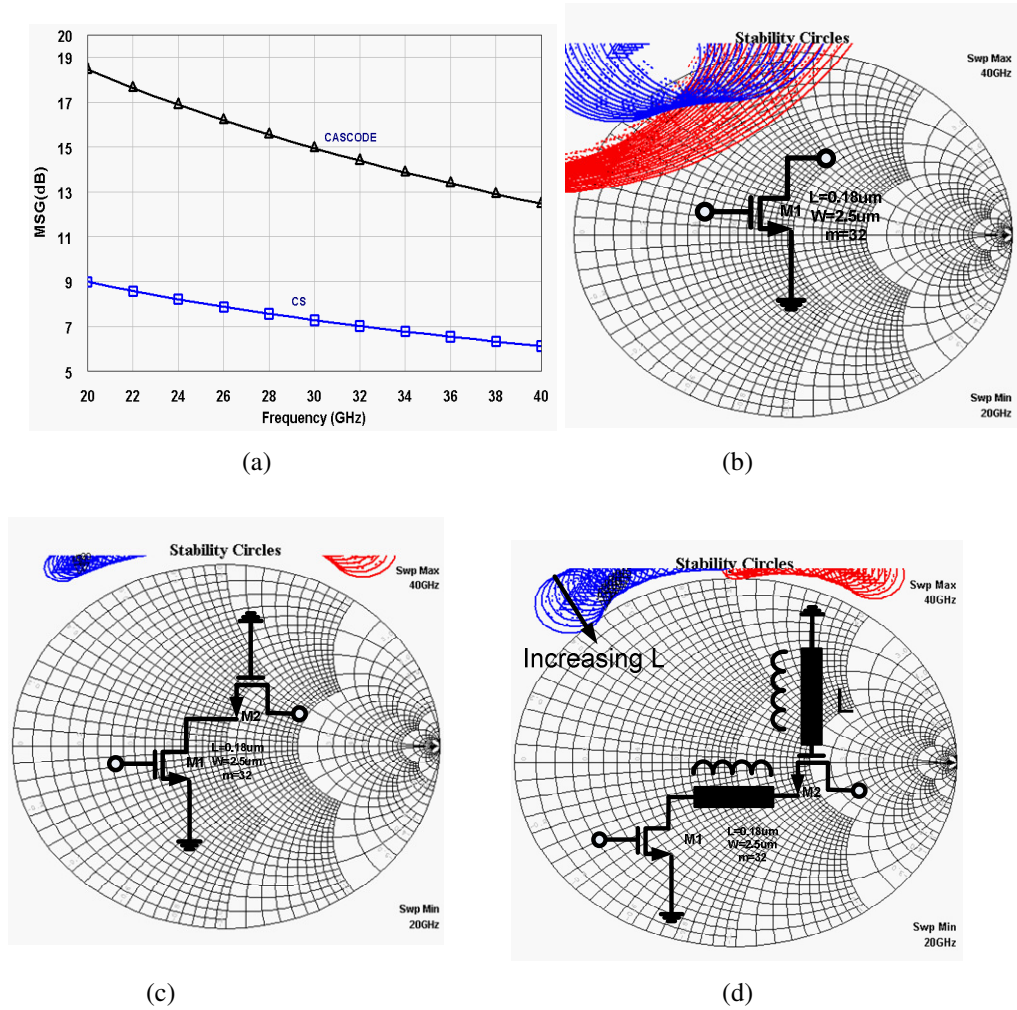 20
19
17
15
13
11
9
7
5
MSG(dB)
CASCODE
CS
20 22 24 26 28 30 32 34 36 38 40
Frequency (GHz)
(a)
Stability Circles
Swp Max
40GHz
M1
L=0.18um
W=2.5um
m=32
Swp Min
20GHz
(b)
Stability Circles
Swp Max
40GHz
M2
M1
L=0.18um
W=2.5um
m=32
Swp Min
20GHz
(c)
Stability Circles
Swp Max
40GHz
Increasing L
L
M2
M1
L=0.18um
W=2.5um
m=32
Swp Min
20GHz
(d)